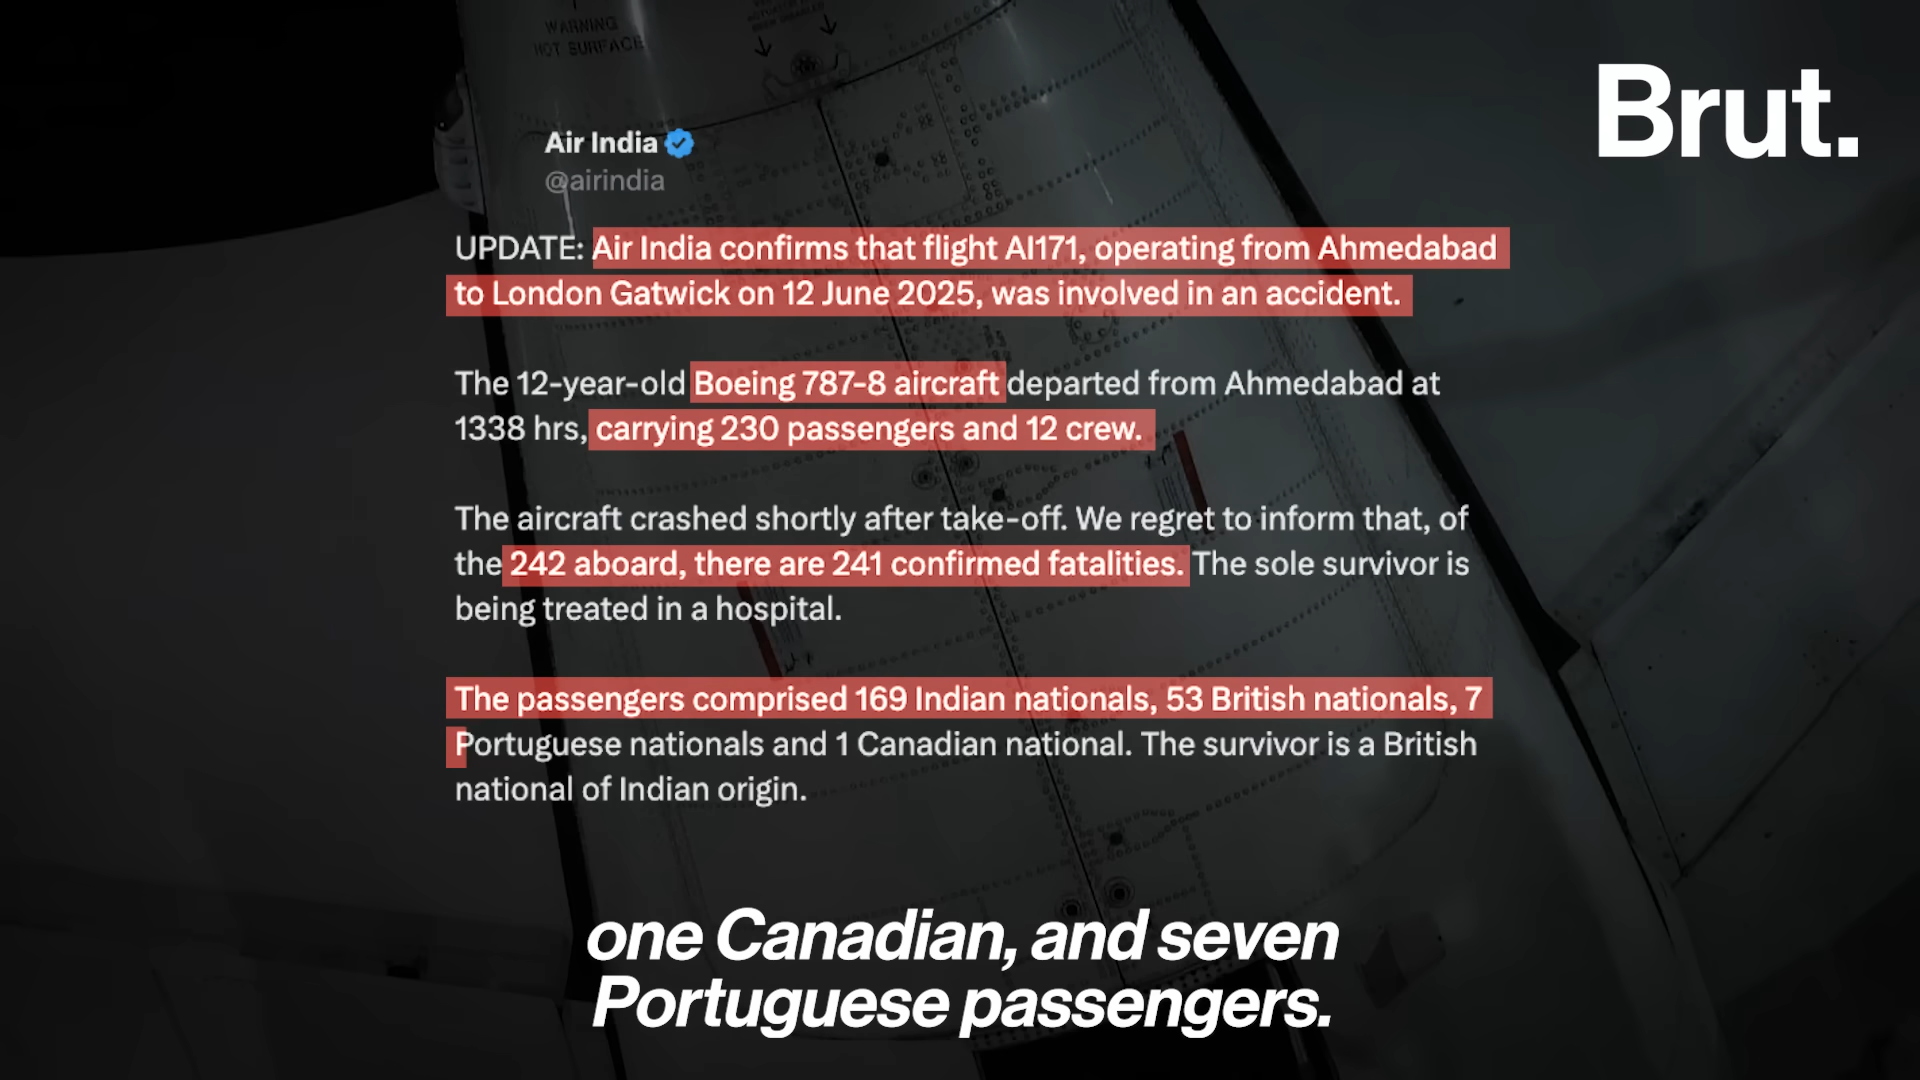 WARNING
HOT SURFACE
Brut.
Air India
@airindia
UPDATE: Air India confirms that flight AI171, operating from Ahmedabad
to London Gatwick on 12 June 2025, was involved in an accident.
The 12-year-old Boeing 787-8 aircraft departed from Ahmedabad at
1338 hrs, carrying 230 passengers and 12 crew.
The aircraft crashed shortly after take-off. We regret to inform that, of
the 242 aboard, there are 241 confirmed fatalities. The sole survivor is
being treated in a hospital.
The passengers comprised 169 Indian nationals, 53 British nationals, 7
Portuguese nationals and 1 Canadian national. The survivor is a British
national of Indian origin.
one Canadian, and seven
Portuguese passengers.